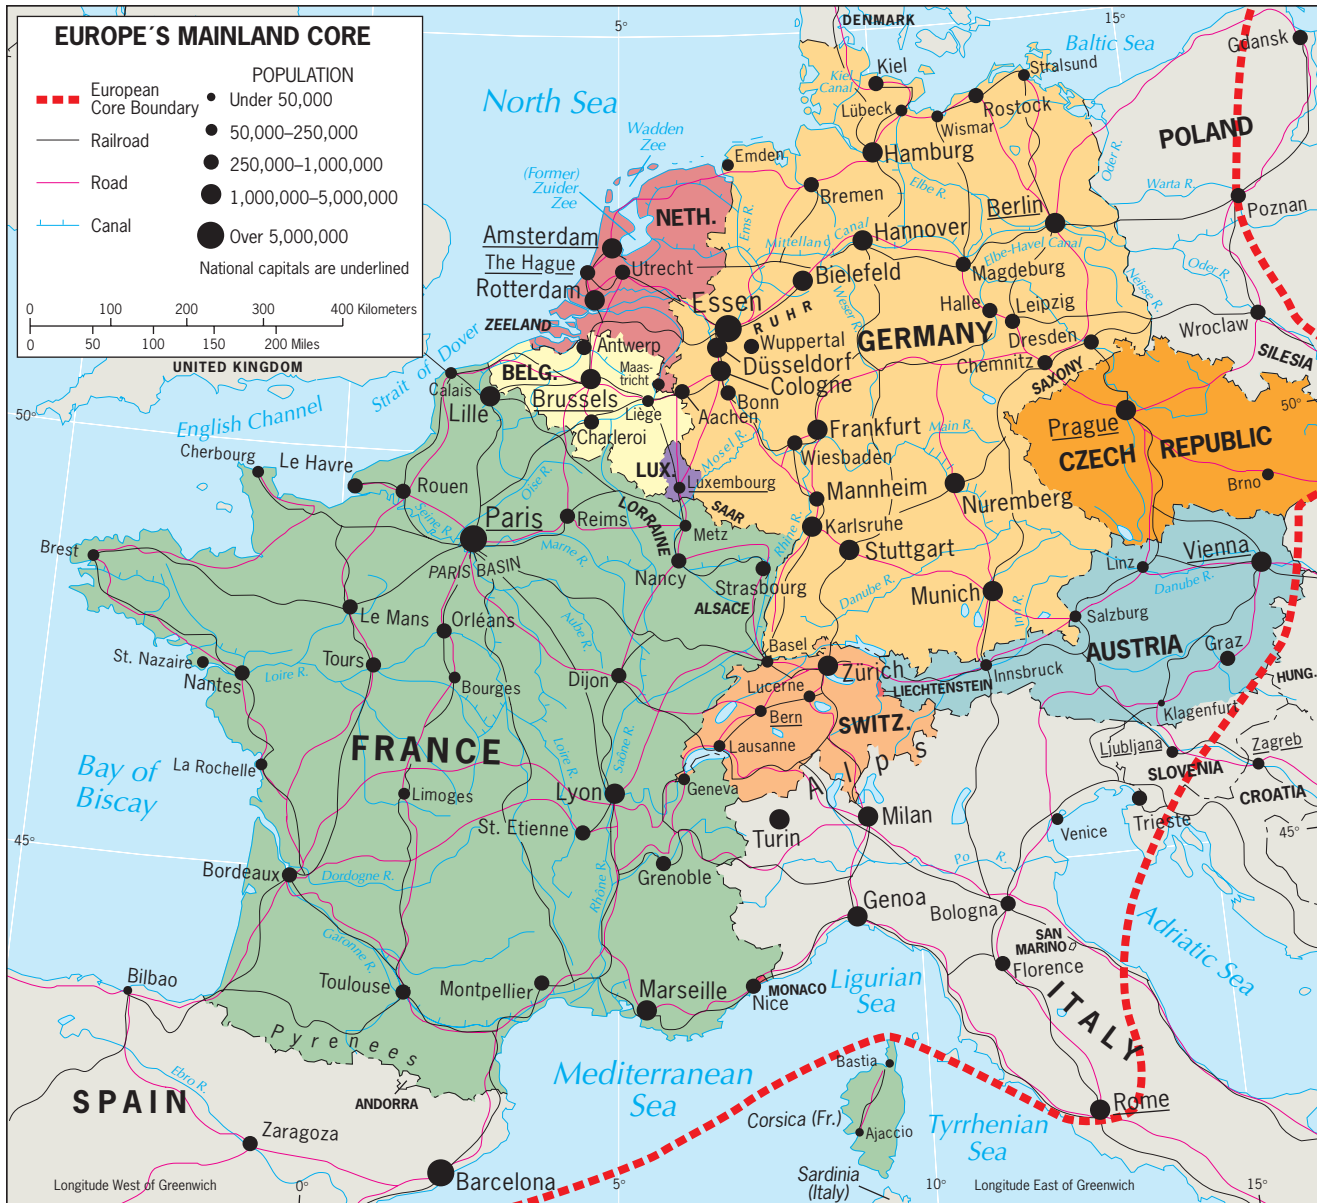 EUROPE´S MAINLAND CORE
European
Core Boundary
Railroad
Road
Canal
POPULATION
Under 50,000
50,000–250,000
250,000–1,000,000
1,000,000–5,000,000
Over 5,000,000
National capitals are underlined
0 100 200 300 400 Kilometers
0 50 100 150 200 Miles
5°
15°
DENMARK
Baltic Sea
Gdansk
Kiel
Kiel
Canal
Stralsund
North Sea
Lübeck
Rostock
Wismar
POLAND
Wadden
Zee
Hamburg
Emden
Oder R.
(Former)
Zuider
Zee
Bremen
Elbe R.
Warta R.
NETH.
Ems R.
Berlin
Poznan
Amsterdam
Mittelland Canal
Hannover
Elbe-Havel Canal
The Hague
Utrecht
Bielefeld
Magdeburg
Oder R.
Neisse R.
Rotterdam
Essen
RUHR
Weser R.
Halle
Leipzig
Wroclaw
ZEELAND
Wuppertal
GERMANY
Dresden
SILESIA
Strait of Dover
Antwerp
Düsseldorf
Chemnitz
UNITED KINGDOM
BELG.
Maas-
tricht
Cologne
SAXONY
Calais
Lille
Brussels
Liège
Aachen
Bonn
50°
50°
English Channel
Charleroi
Frankfurt
Main R.
Prague
CZECH REPUBLIC
Mosel R.
Wiesbaden
Cherbourg
Le Havre
LUX.
Luxembourg
Brno
Rouen
Oise R.
Mannheim
Nuremberg
Seine R.
Paris
Reims
LORRAINE
SAAR
Metz
Karlsruhe
Rhine R.
Brest
PARIS BASIN
Marne R.
Nancy
Stuttgart
Linz
Vienna
Strasbourg
ALSACE
Danube R.
Munich
Danube R.
Le Mans
Orléans
Aube R.
Inn R.
Salzburg
AUSTRIA
Graz
St. Nazaire
Nantes
Loire R.
Tours
Bourges
Dijon
Basel
Zürich
Lucerne
LIECHTENSTEIN
Innsbruck
HUNG.
Klagenfurt
Bern
SWITZ.
FRANCE
Loire R.
Saône R.
Lausanne
Ljubljana
Zagreb
SLOVENIA
CROATIA
Bay of
Biscay
La Rochelle
Limoges
Lyon
Geneva
Alps
St. Etienne
Turin
Milan
Venice
Trieste
45°
45°
Bordeaux
Dordogne R.
Rhône R.
Grenoble
Po R.
Genoa
Bologna
Adriatic Sea
Garonne R.
SAN
MARINO
Florence
Bilbao
Toulouse
Montpellier
Marseille
Nice
MONACO
Ligurian
Sea
ITALY
Pyrenees
Ebro R.
SPAIN
ANDORRA
Mediterranean
Sea
Bastia
Corsica (Fr.)
Ajaccio
Tyrrhenian
Sea
Rome
Zaragoza
Barcelona
Sardinia
(Italy)
Longitude West of Greenwich
0°
5°
10°
Longitude East of Greenwich
15°